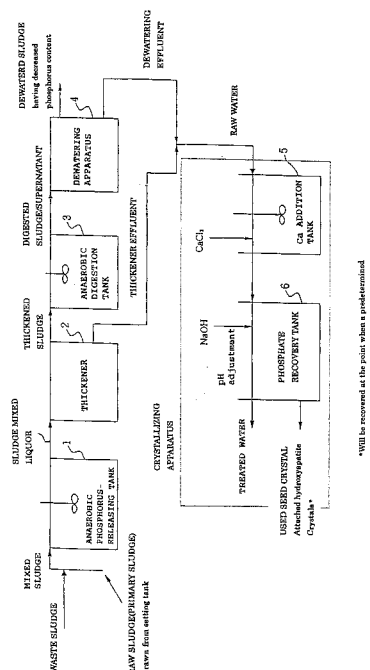 WASTE SLUDGE
RAW SLUDGE(PRIMARY SLUDGE)
drawn from setting tank
MIXED
SLUDGE
1
ANAEROBIC
PHOSPHORUS-
RELEASING TANK
SLUDGE MIXED
LIQUOR
2
THICKENER
THICKENED
SLUDGE
3
ANAEROBIC
DIGESTION
TANK
DIGESTED
SLUDGE/SUPERNATANT
4
DEWATERING
APPARATUS
DEWATERD SLUDGE
having decreased
phosphorus content
DEWATERING
EFFLUENT
THICKENER EFFLUENT
RAW WATER
CRYSTALLIZING
APPARATUS
5
CaCl₂
Ca ADDITION
TANK
6
NaOH
pH
adjustment
PHOSPHATE
RECOVERY TANK
TREATED WATER
USED SEED CRYSTAL
Attached hydroxyapatite
Crystals*
*Will be recovered at the point when a predetermined